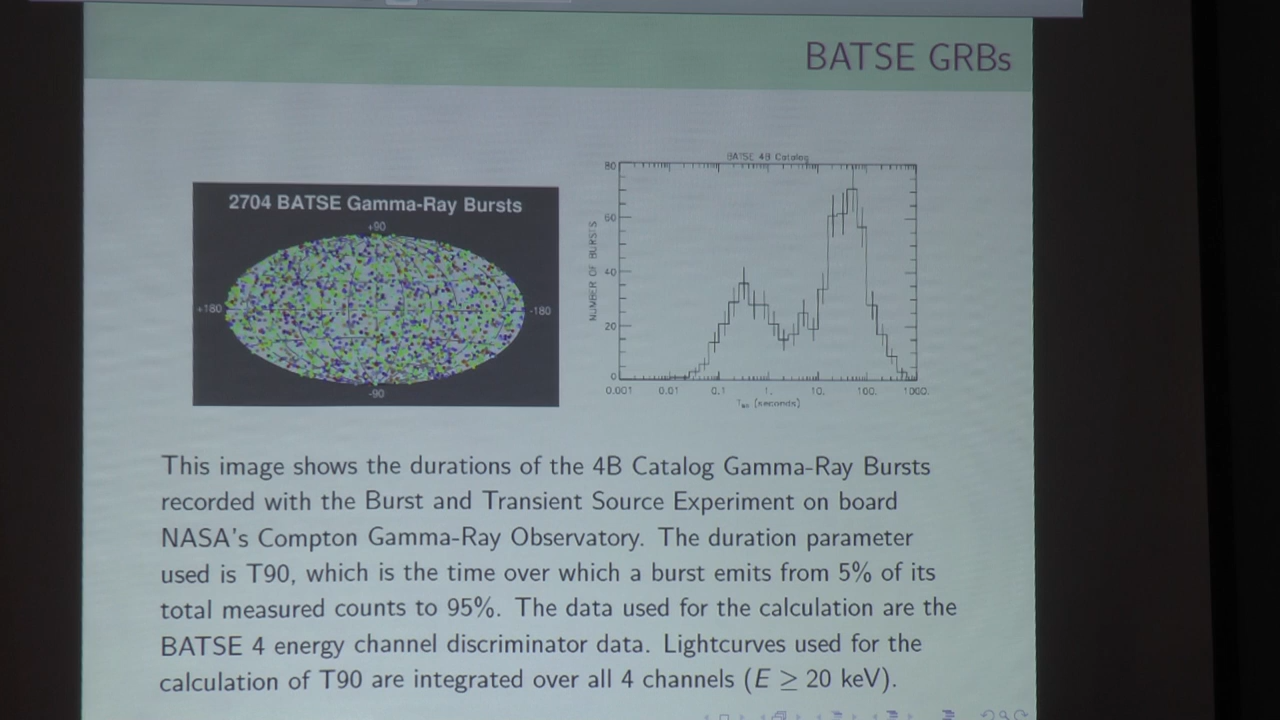 BATSE GRBs
2704 BATSE Gamma-Ray Bursts
+90
+180
-180
-90
BATSE 4B Catalog
NUMBER OF BURSTS
80
60
40
20
0
0.001 0.01 0.1 1. 10. 100. 1000.
T90 (seconds)
This image shows the durations of the 4B Catalog Gamma-Ray Bursts
recorded with the Burst and Transient Source Experiment on board
NASA's Compton Gamma-Ray Observatory. The duration parameter
used is T90, which is the time over which a burst emits from 5% of its
total measured counts to 95%. The data used for the calculation are the
BATSE 4 energy channel discriminator data. Lightcurves used for the
calculation of T90 are integrated over all 4 channels (E ≥ 20 keV).